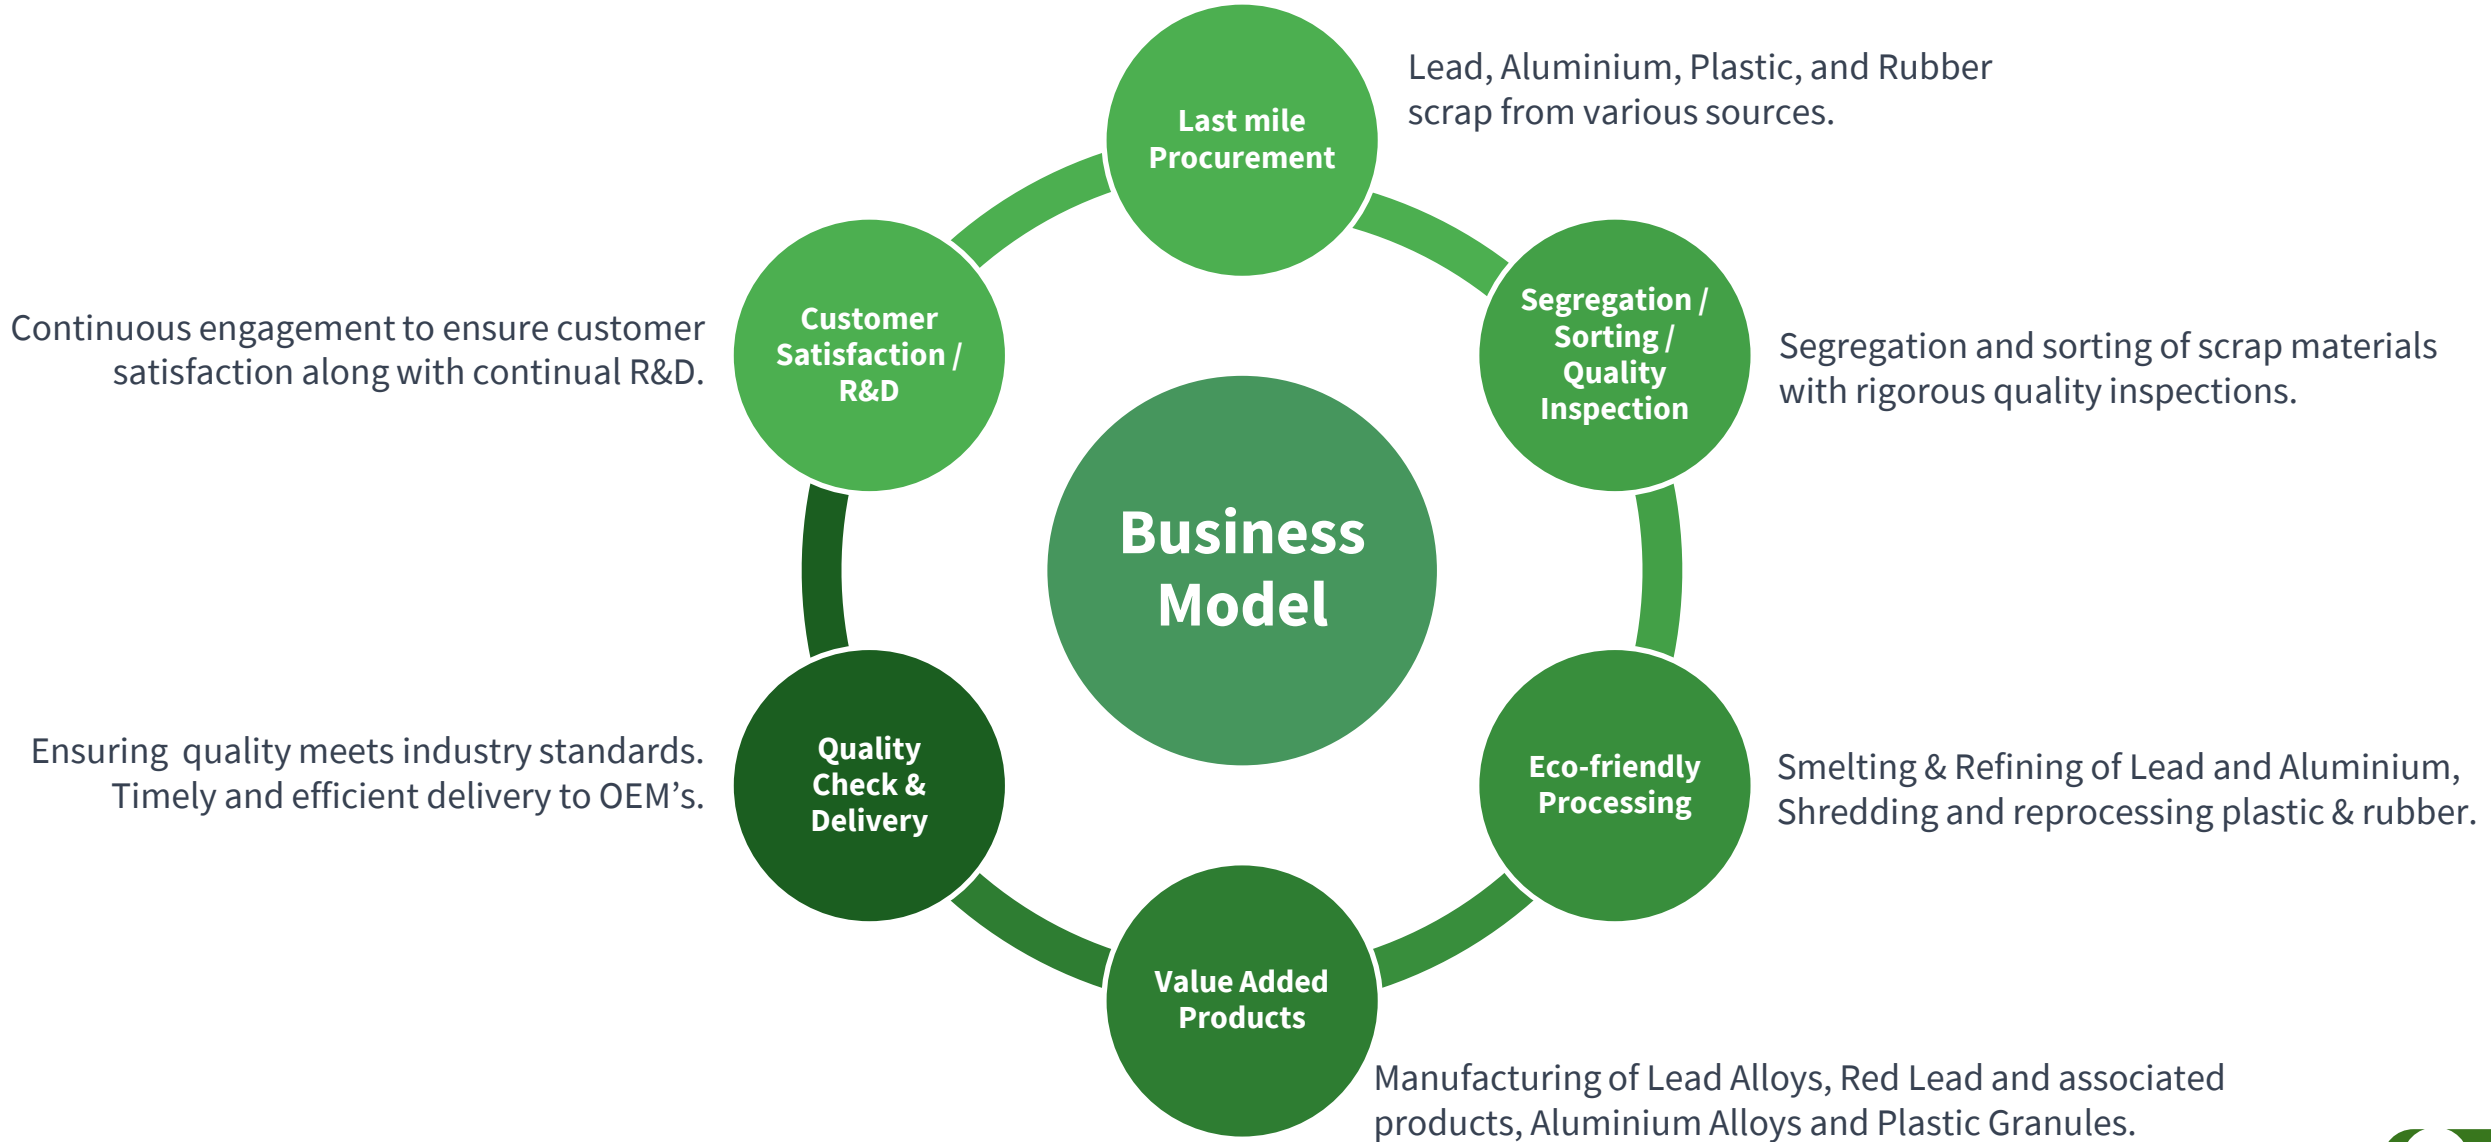 Last mile
Procurement
Lead, Aluminium, Plastic, and Rubber
scrap from various sources.
Segregation /
Sorting /
Quality
Inspection
Segregation and sorting of scrap materials
with rigorous quality inspections.
Eco-friendly
Processing
Smelting & Refining of Lead and Aluminium,
Shredding and reprocessing plastic & rubber.
Value Added
Products
Manufacturing of Lead Alloys, Red Lead and associated
products, Aluminium Alloys and Plastic Granules.
Quality
Check &
Delivery
Ensuring  quality meets industry standards.
Timely and efficient delivery to OEM’s.
Customer
Satisfaction /
R&D
Continuous engagement to ensure customer
satisfaction along with continual R&D.
Business
Model